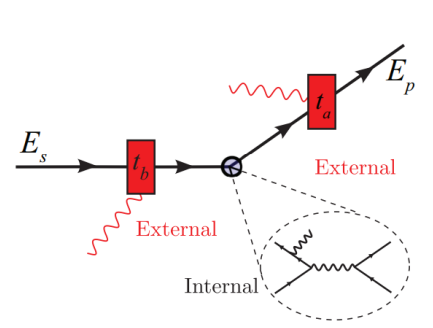 E_p
t_a
E_s
t_b
External
External
Internal